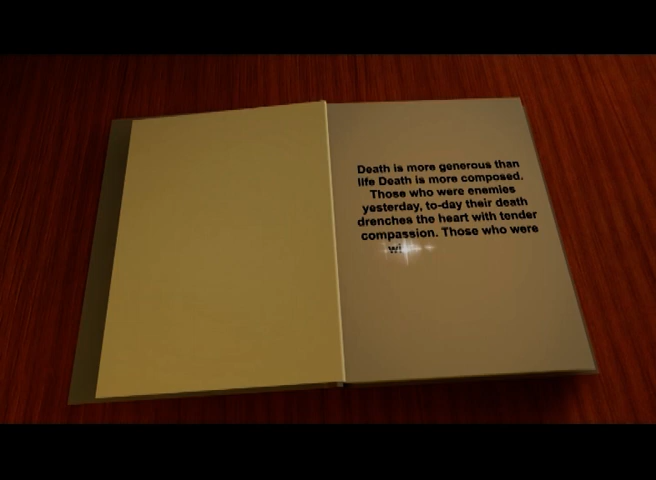 Death is more generous than
life Death is more composed.
Those who were enemies
yesterday, to-day their death
drenches the heart with tender
compassion. Those who were
wi